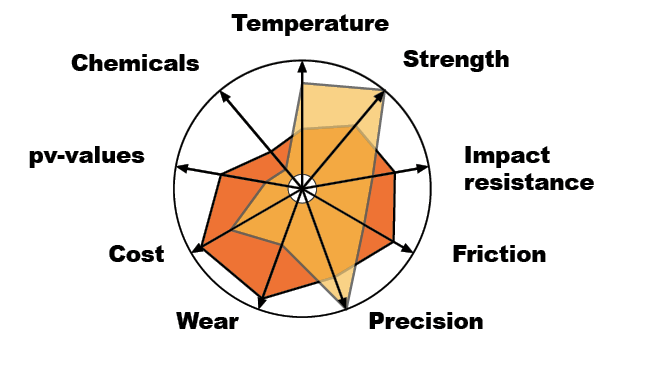 Temperature
Chemicals
Strength
pv-values
Impact
resistance
Cost
Friction
Wear
Precision